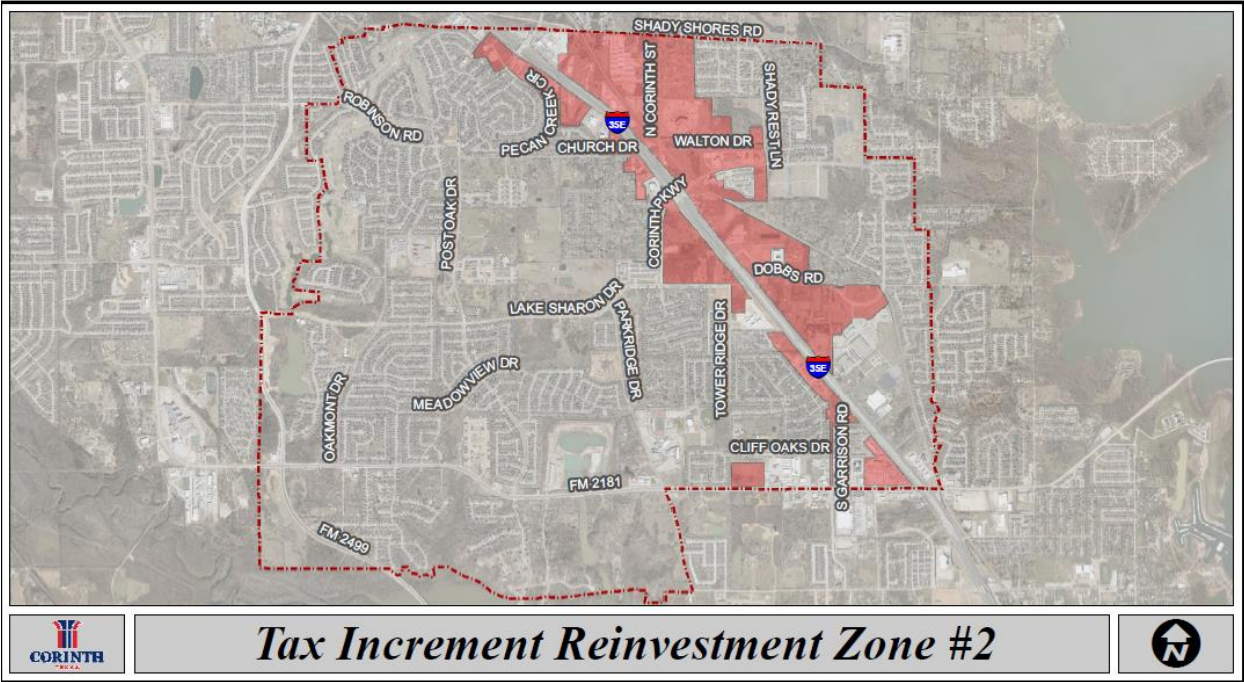 SHADY SHORES RD
N CORINTH ST
SHADY REST LN
PECAN CREEK CIR
ROBINSON RD
35E
WALTON DR
CHURCH DR
POST OAK DR
CORINTH PKWY
DOBBS RD
LAKE SHARON DR
PARKRIDGE DR
TOWER RIDGE DR
35E
MEADOWVIEW DR
OAKMONT DR
S GARRISON RD
CLIFF OAKS DR
FM 2181
FM 2499
CORINTH
TEXAS
Tax Increment Reinvestment Zone #2
N